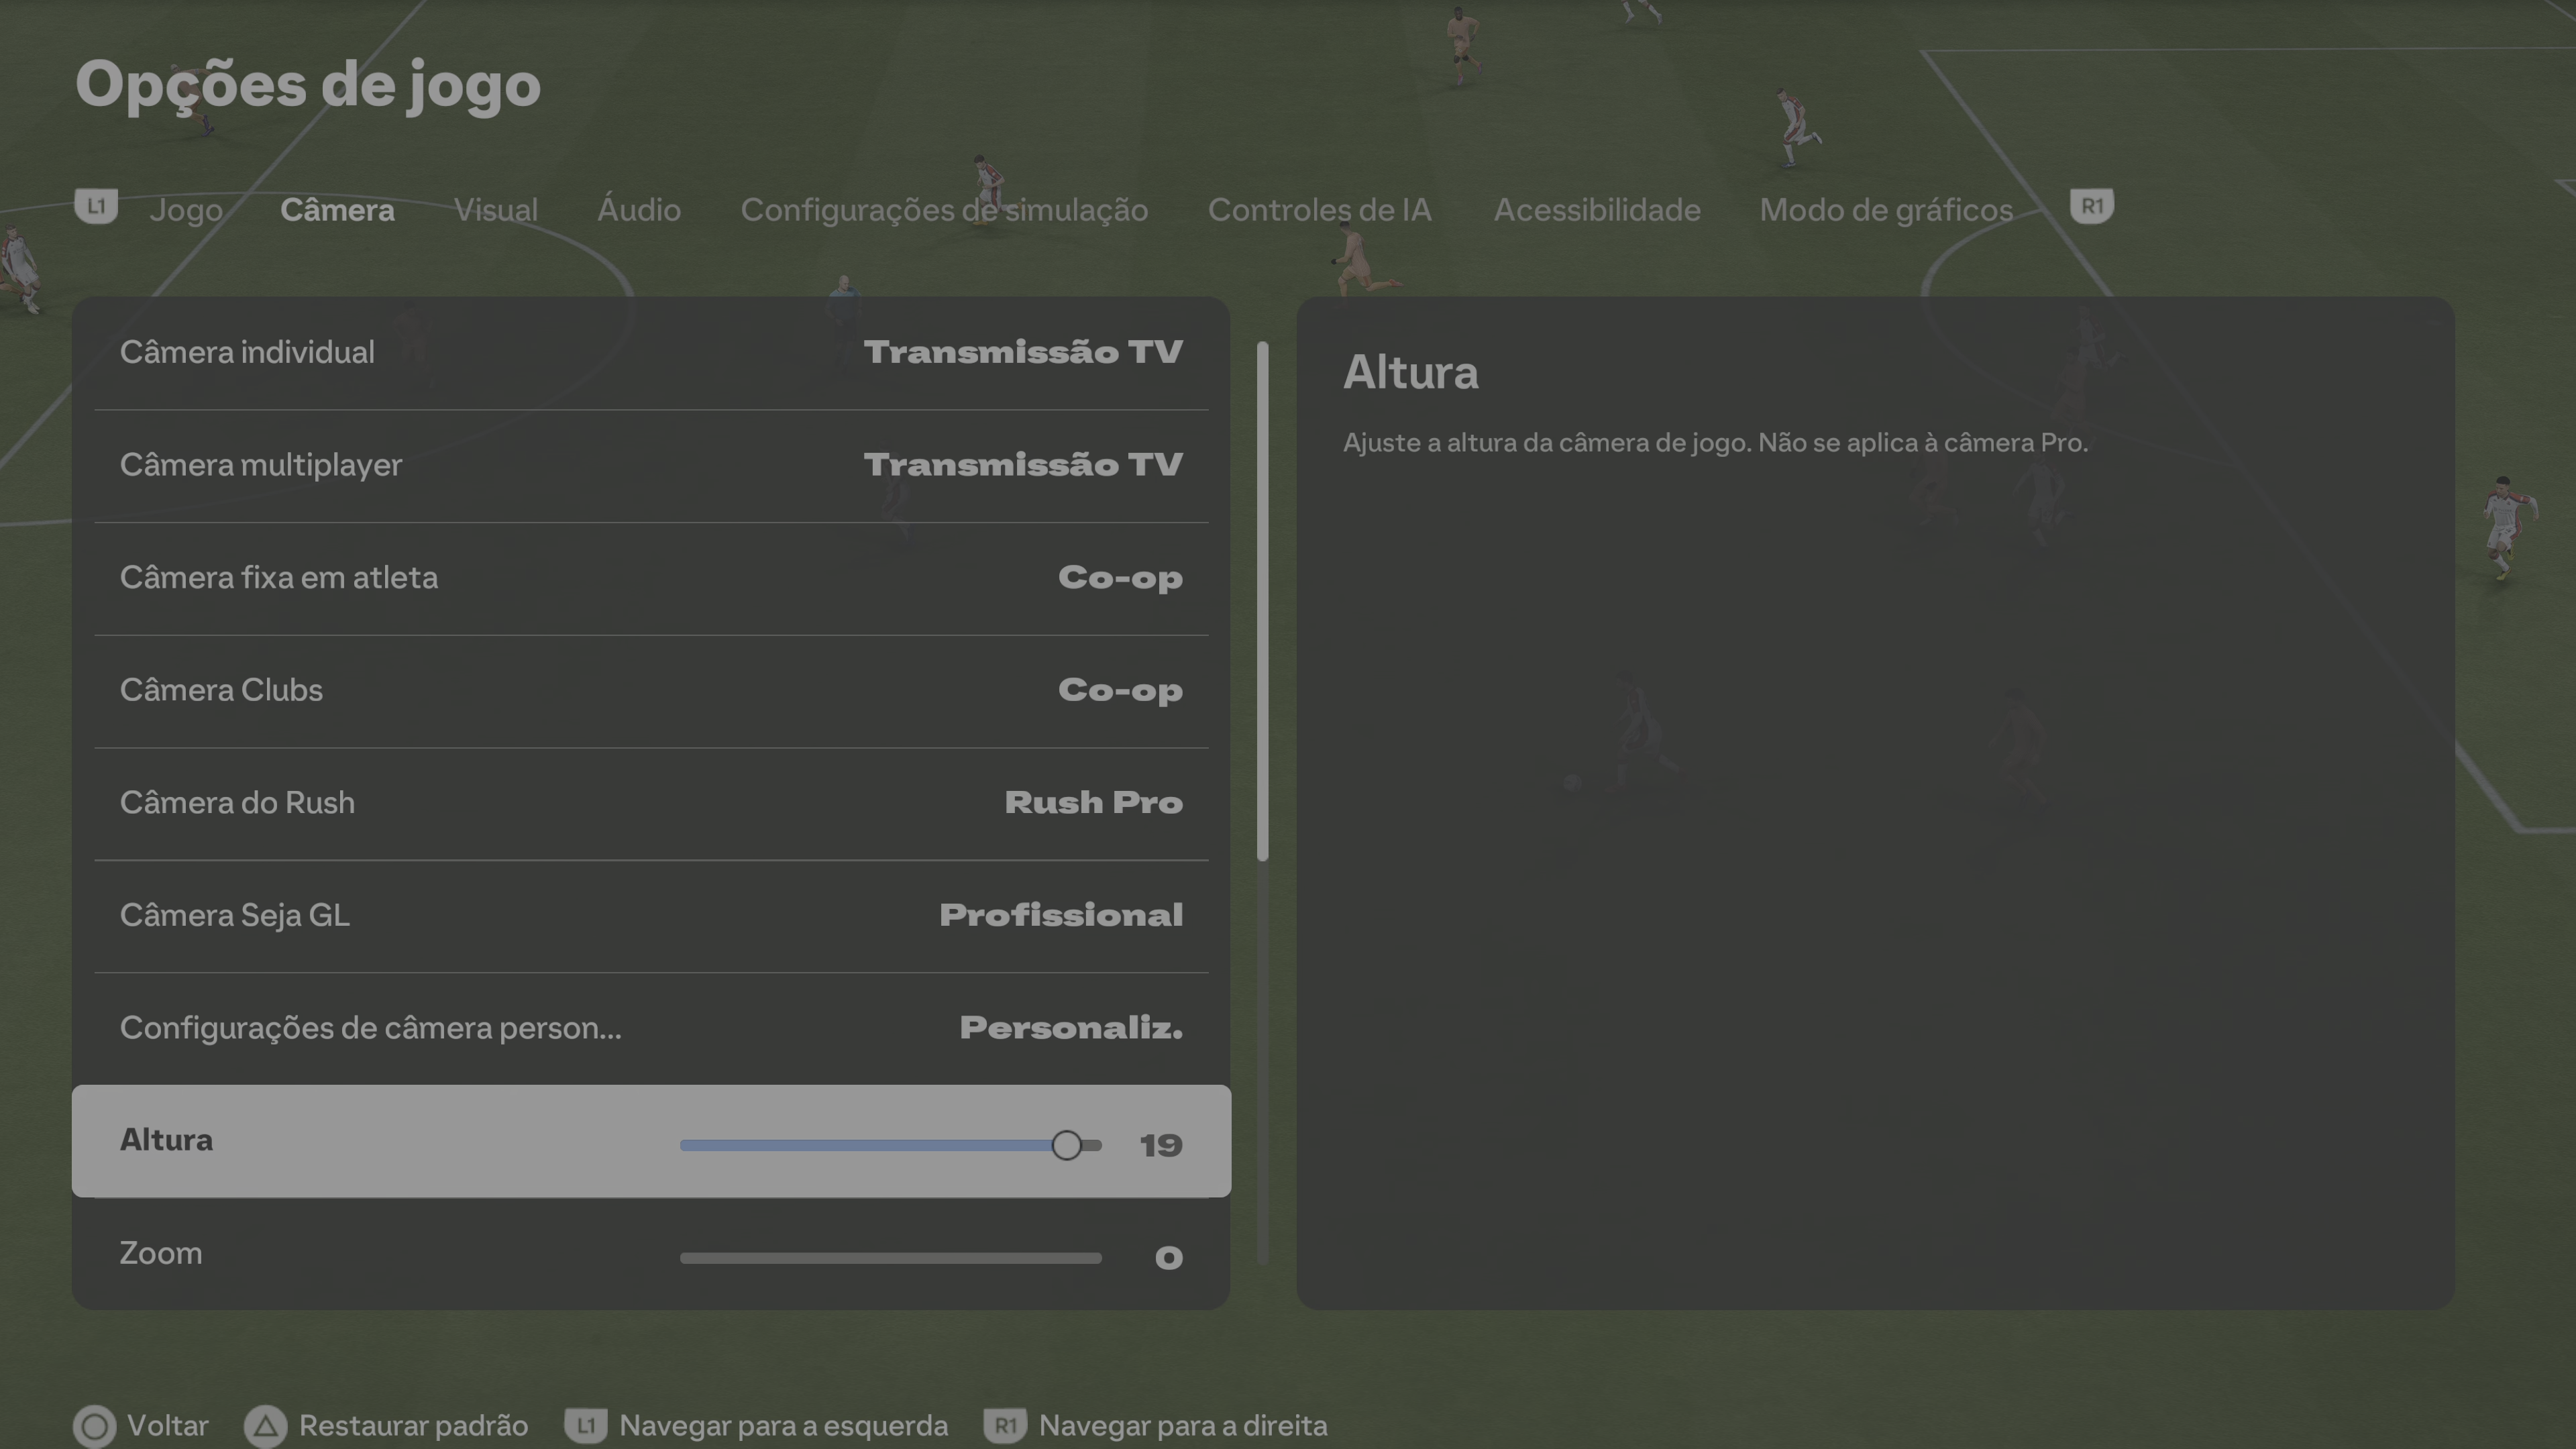 Opções de jogo
L1 Jogo Câmera Visual Áudio Configurações de simulação Controles de IA Acessibilidade Modo de gráficos R1
Câmera individual Transmissão TV
Câmera multiplayer Transmissão TV
Câmera fixa em atleta Co-op
Câmera Clubs Co-op
Câmera do Rush Rush Pro
Câmera Seja GL Profissional
Configurações de câmera person... Personaliz.
Altura 19
Zoom 0
Altura
Ajuste a altura da câmera de jogo. Não se aplica à câmera Pro.
Voltar Restaurar padrão L1 Navegar para a esquerda R1 Navegar para a direita